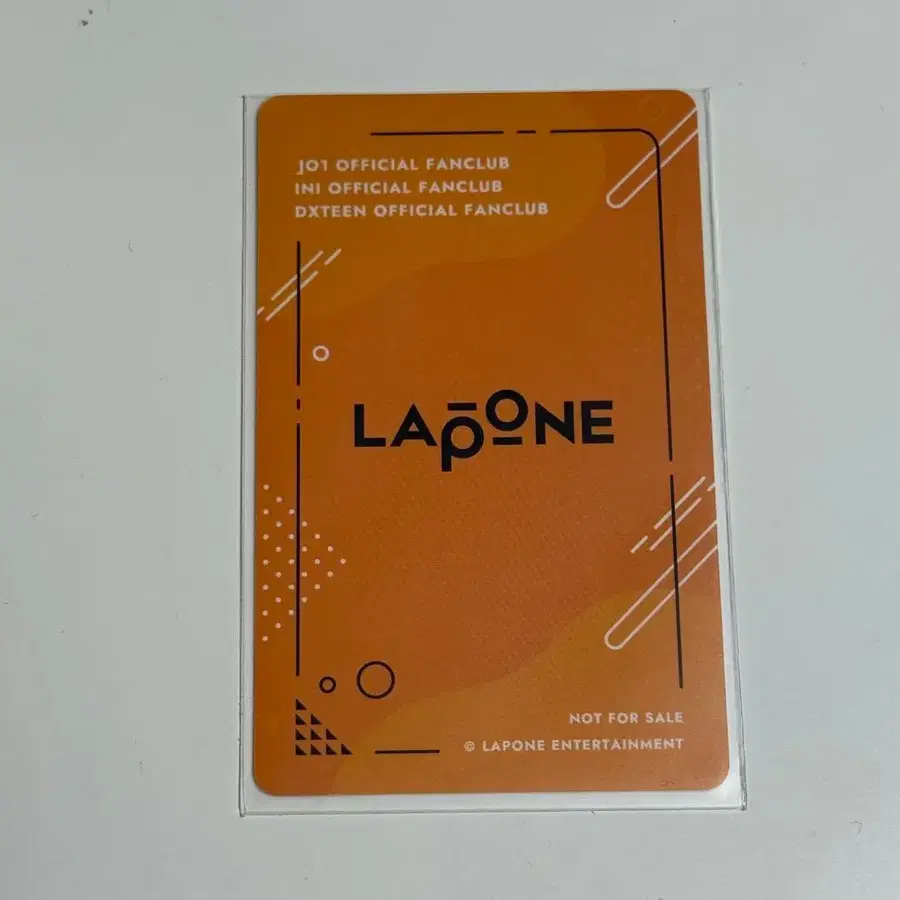 JO1 OFFICIAL FANCLUB
INI OFFICIAL FANCLUB
DXTEEN OFFICIAL FANCLUB
LAPONE
NOT FOR SALE
© LAPONE ENTERTAINMENT